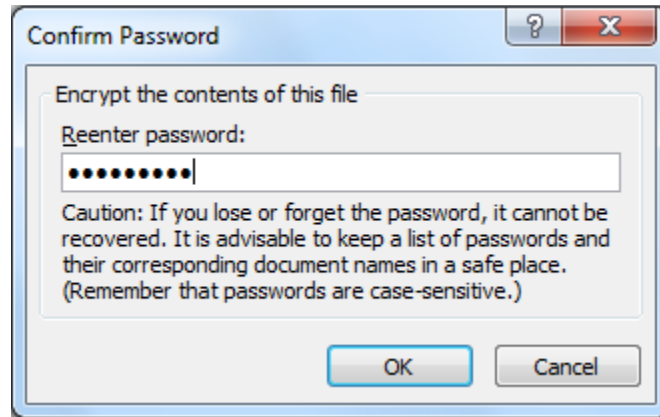 Confirm Password
Encrypt the contents of this file
Reenter password:
•••••••••
Caution: If you lose or forget the password, it cannot be
recovered. It is advisable to keep a list of passwords and
their corresponding document names in a safe place.
(Remember that passwords are case-sensitive.)
OK Cancel